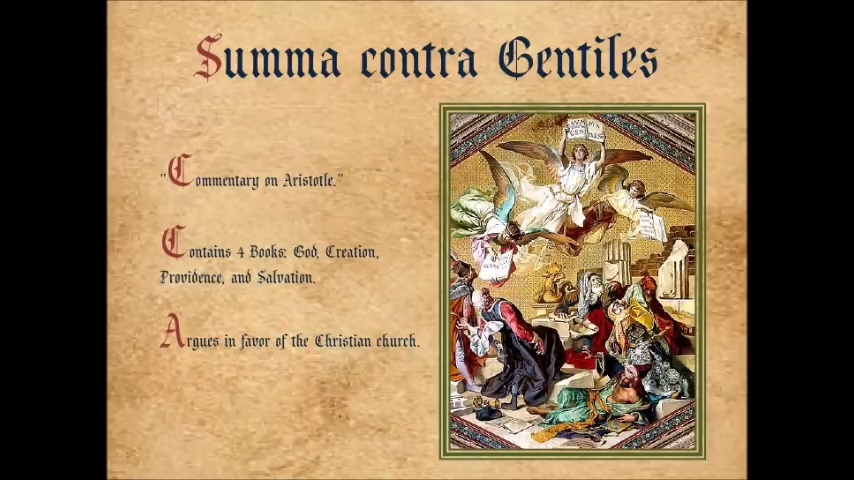 Summa contra Gentiles
"Commentary on Aristotle."
Contains 4 Books: God, Creation,
Providence, and Salvation.
Argues in favor of the Christian church.